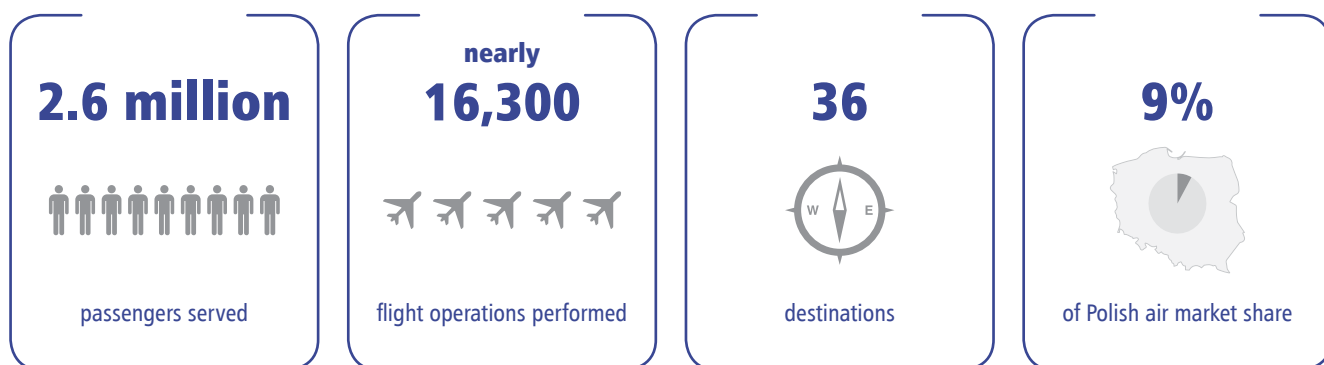 2.6 million
passengers served
nearly
16,300
flight operations performed
36
W E
destinations
9%
of Polish air market share